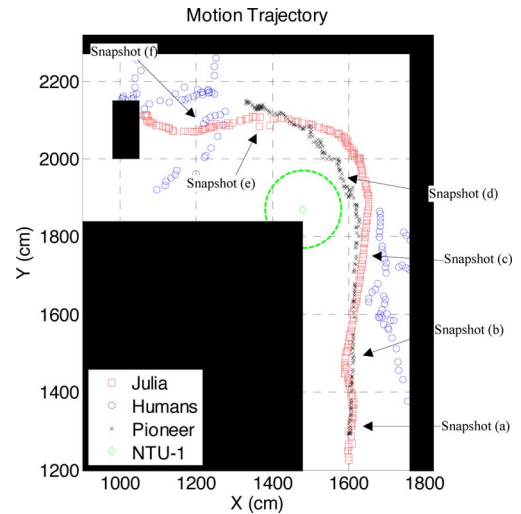 Motion Trajectory
Snapshot (f)
2200
2000
Snapshot (e)
Snapshot (d)
Y (cm)
1800
Snapshot (c)
1600
Snapshot (b)
Julia
Humans
Pioneer
NTU-1
1400
Snapshot (a)
1200
1000
1200
1400
1600
1800
X (cm)